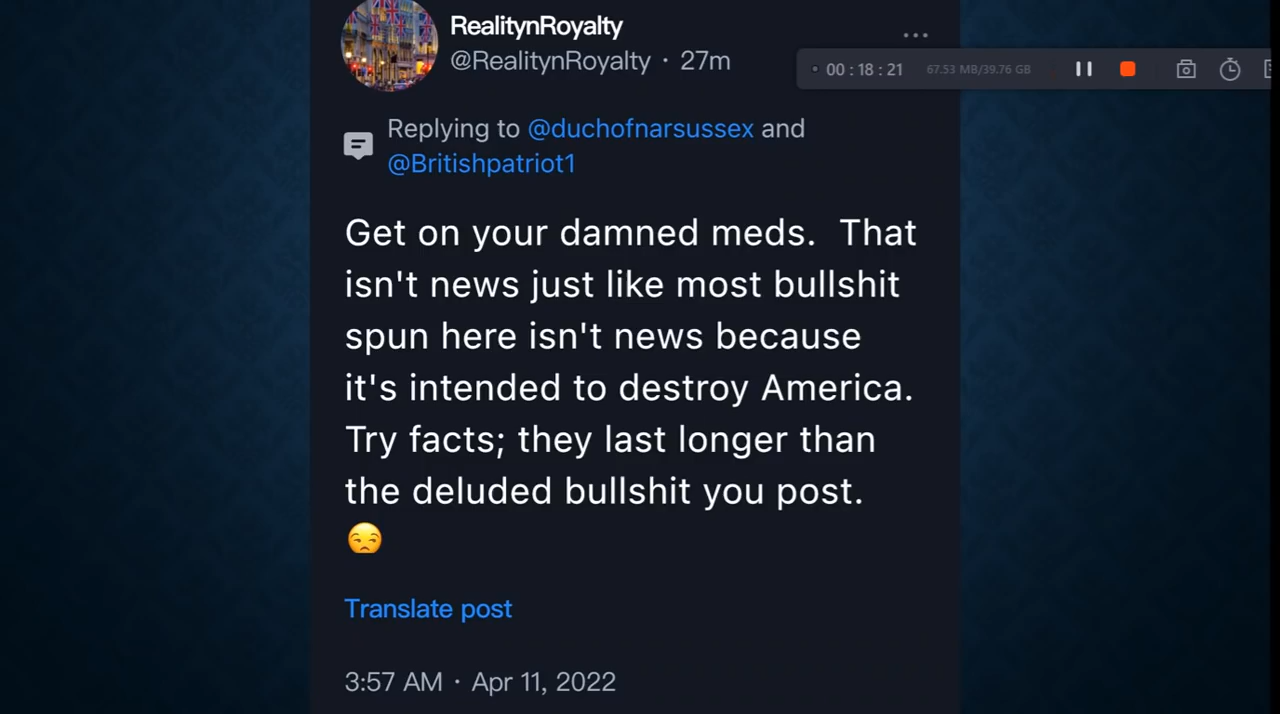 RealitynRoyalty
@RealitynRoyalty · 27m
00 : 18 : 21 67.53 MB/39.76 GB
Replying to @duchofnarsussex and
@Britishpatriot1
Get on your damned meds. That
isn't news just like most bullshit
spun here isn't news because
it's intended to destroy America.
Try facts; they last longer than
the deluded bullshit you post.
😒
Translate post
3:57 AM · Apr 11, 2022